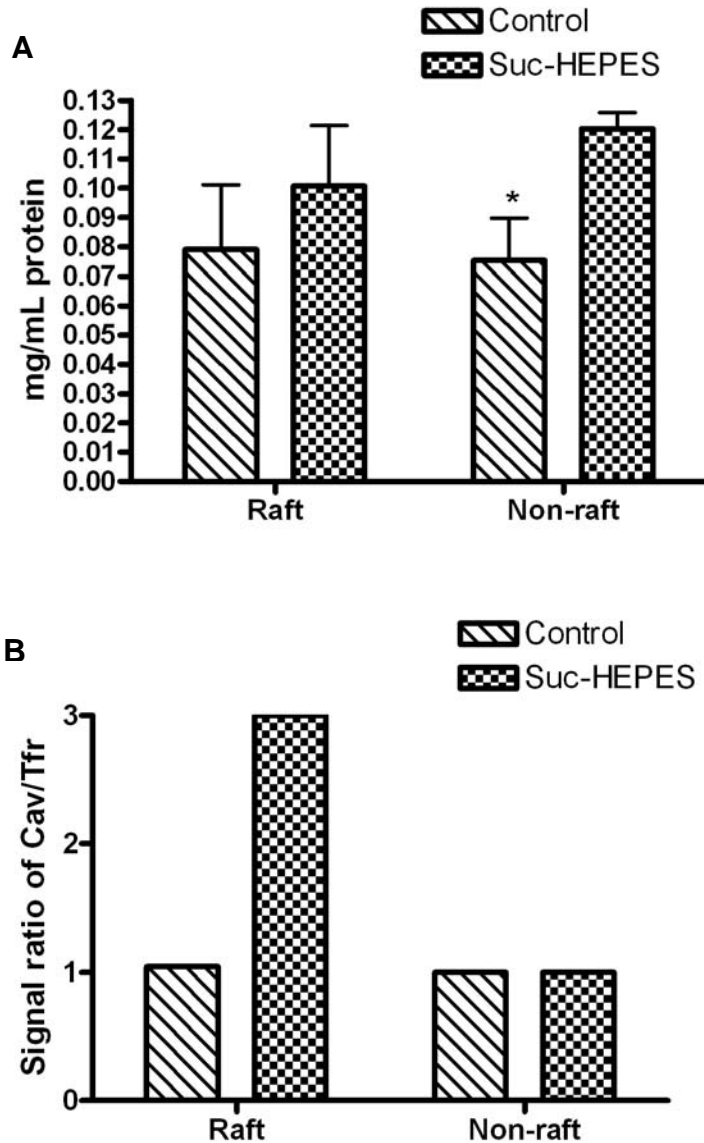 A
Control
Suc-HEPES
mg/mL protein
0.13
0.12
0.11
0.10
0.09
0.08
0.07
0.06
0.05
0.04
0.03
0.02
0.01
0.00
*
Raft
Non-raft
B
Control
Suc-HEPES
Signal ratio of Cav/Tfr
3
2
1
0
Raft
Non-raft